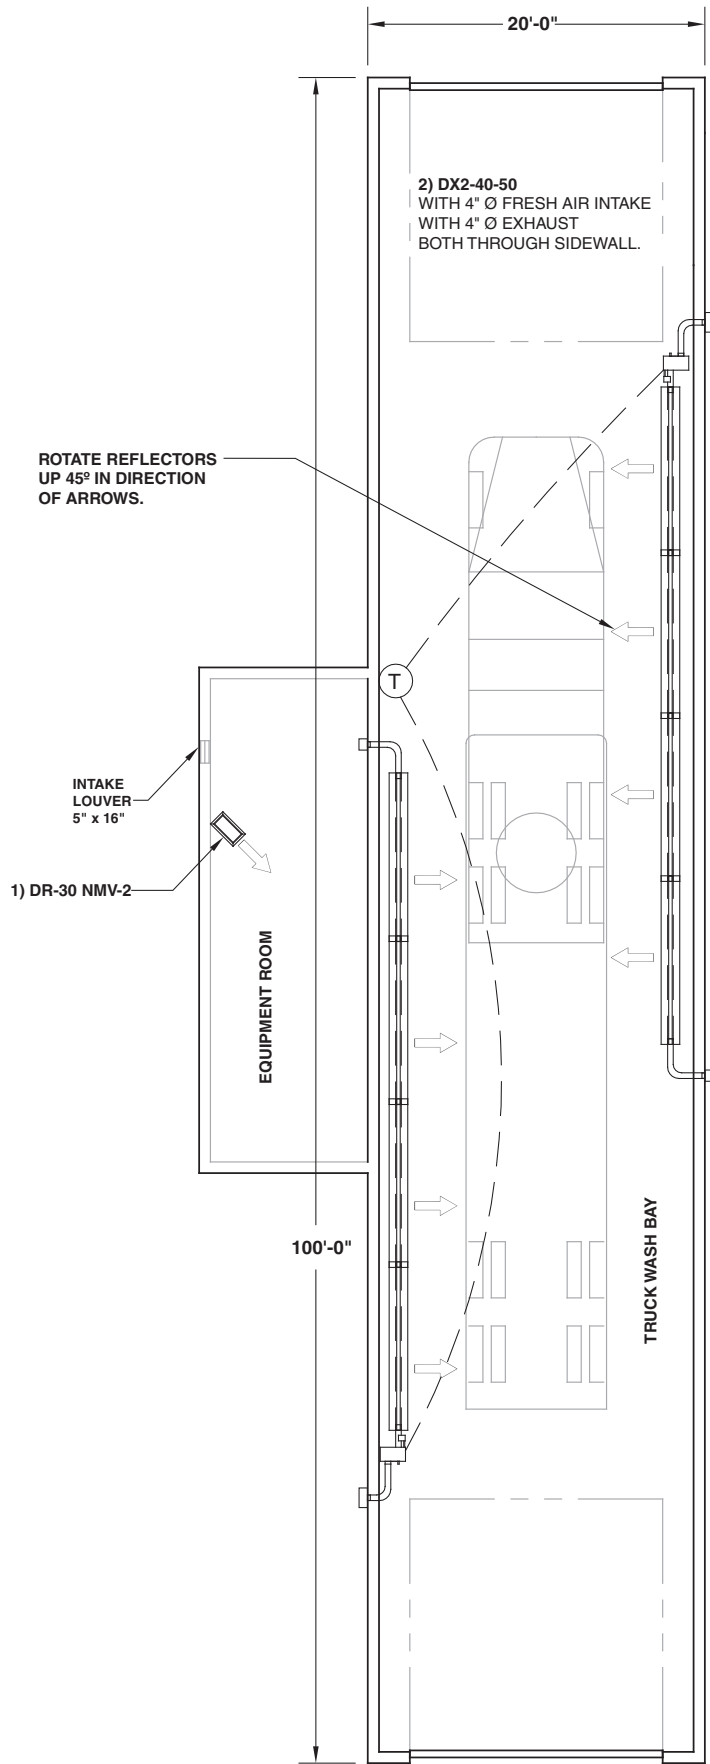 20'-0"
2) DX2-40-50
WITH 4" Ø FRESH AIR INTAKE
WITH 4" Ø EXHAUST
BOTH THROUGH SIDEWALL.
ROTATE REFLECTORS
UP 45º IN DIRECTION
OF ARROWS.
T
INTAKE
LOUVER
5" x 16"
1) DR-30 NMV-2
EQUIPMENT ROOM
100'-0"
TRUCK WASH BAY